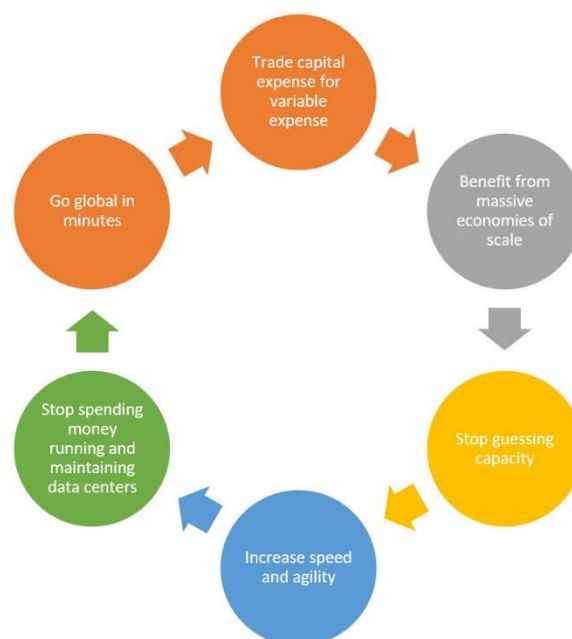 Trade capital
expense for
variable
expense
Benefit from
massive
economies of
scale
Stop guessing
capacity
Increase speed
and agility
Stop spending
money
running and
maintaining
data centers
Go global in
minutes